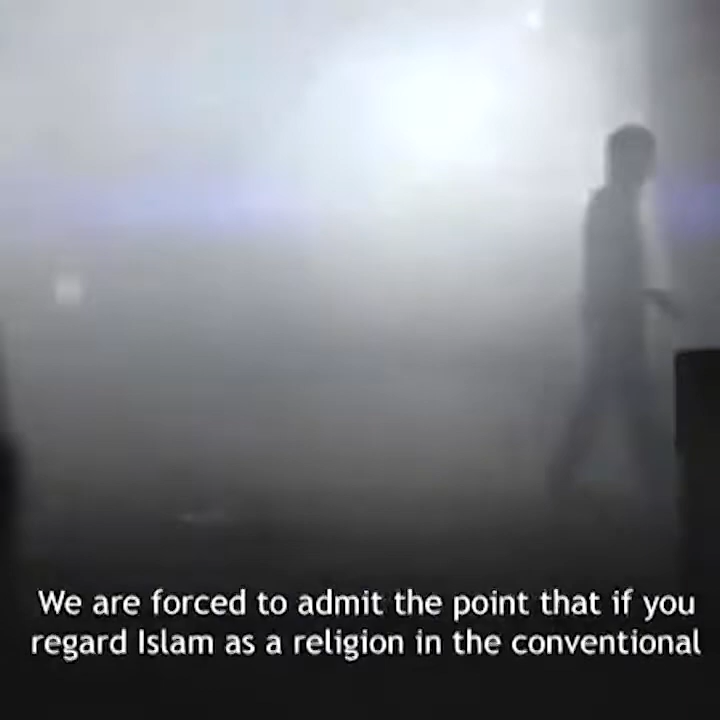 We are forced to admit the point that if you
regard Islam as a religion in the conventional